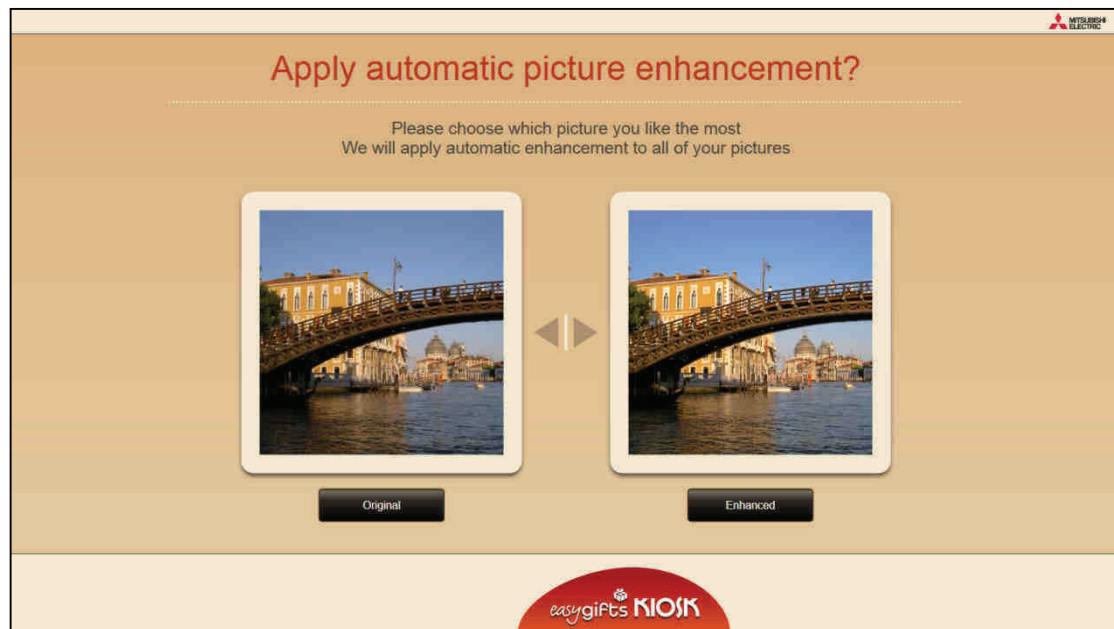 MITSUBISHI
ELECTRIC
Apply automatic picture enhancement?
Please choose which picture you like the most
We will apply automatic enhancement to all of your pictures
Original
Enhanced
easygifts KIOSK